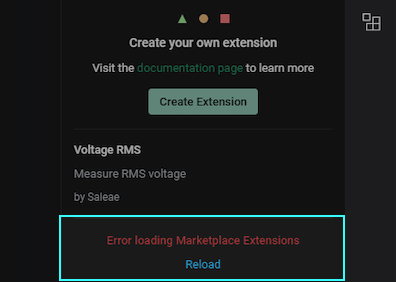 Create your own extension
Visit the documentation page to learn more
Create Extension
Voltage RMS
Measure RMS voltage
by Saleae
Error loading Marketplace Extensions
Reload